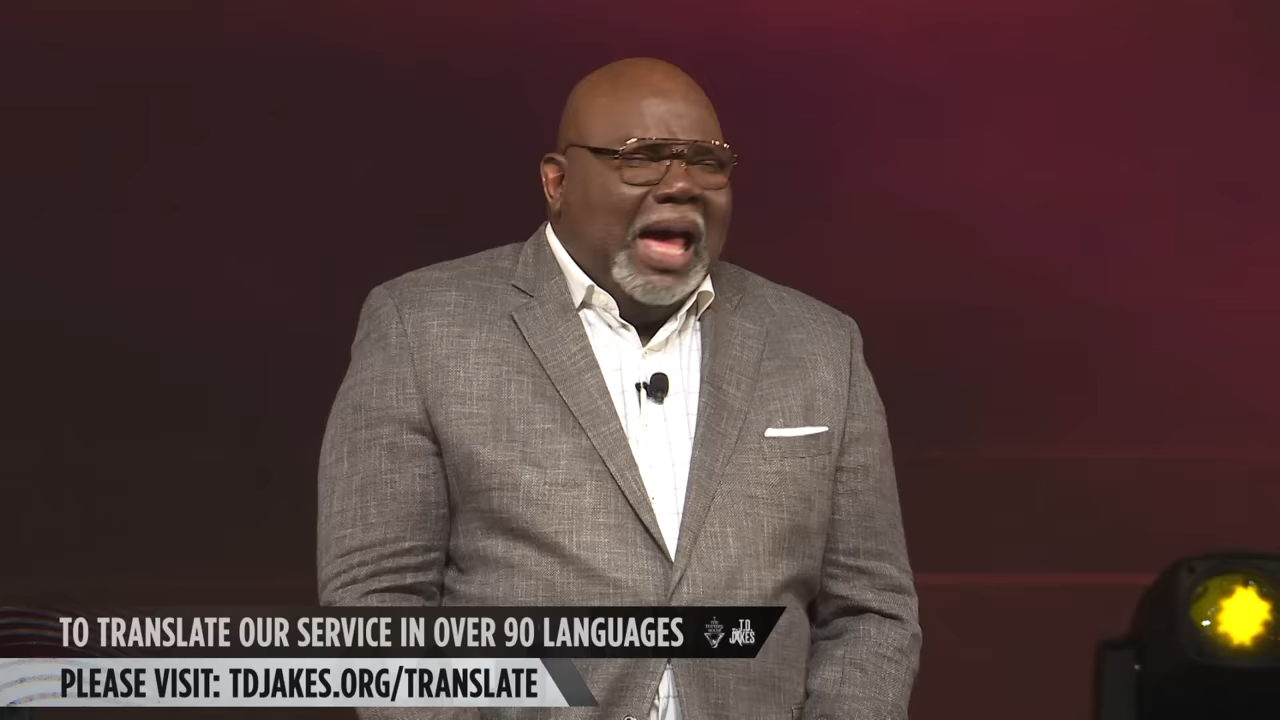 TO TRANSLATE OUR SERVICE IN OVER 90 LANGUAGES
T.D.
JAKES
PLEASE VISIT: TDJAKES.ORG/TRANSLATE